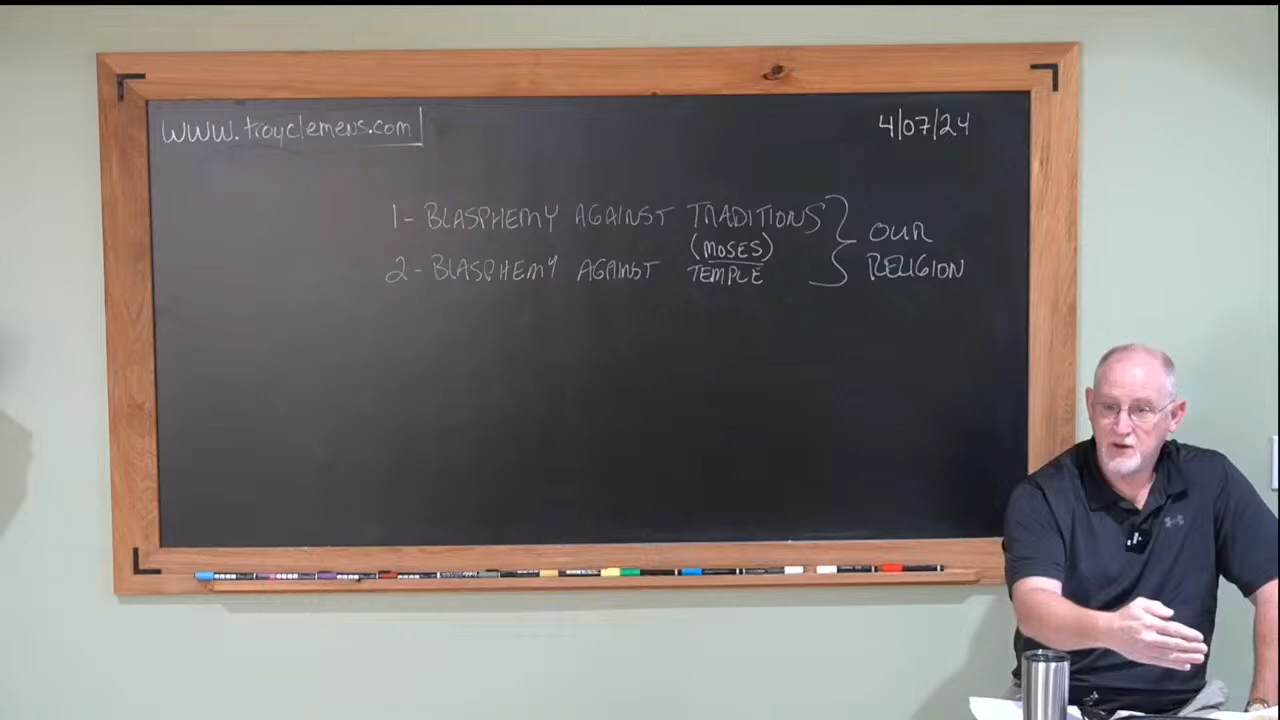 www.troyclemens.com
4/07/24
1- BLASPHEMY AGAINST TRADITIONS
(MOSES)
2- BLASPHEMY AGAINST TEMPLE
OUR
RELIGION